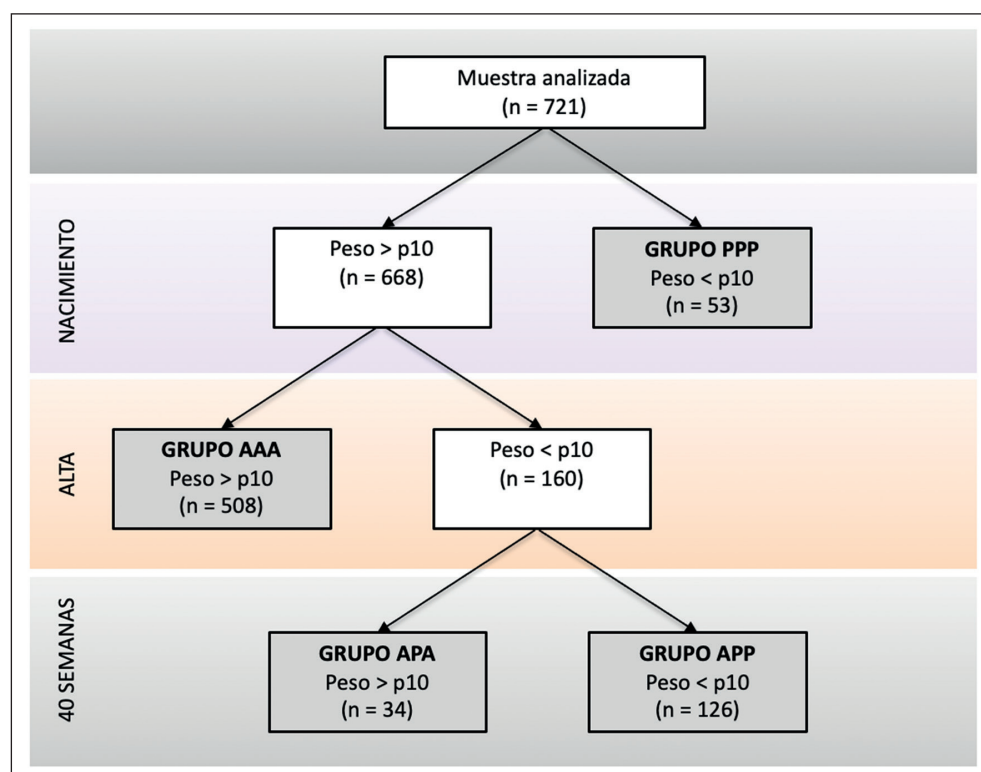 Muestra analizada
(n = 721)
NACIMIENTO
Peso > p10
(n = 668)
GRUPO PPP
Peso < p10
(n = 53)
ALTA
GRUPO AAA
Peso > p10
(n = 508)
Peso < p10
(n = 160)
40 SEMANAS
GRUPO APA
Peso > p10
(n = 34)
GRUPO APP
Peso < p10
(n = 126)